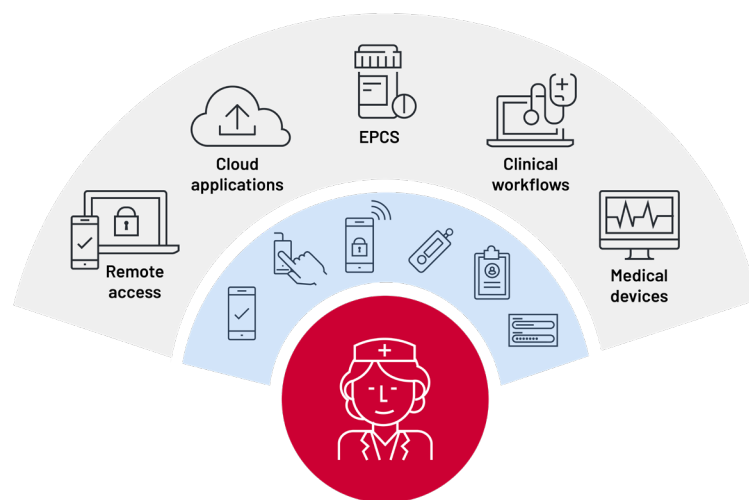 EPCS
Cloud
applications
Clinical
workflows
Remote
access
Medical
devices